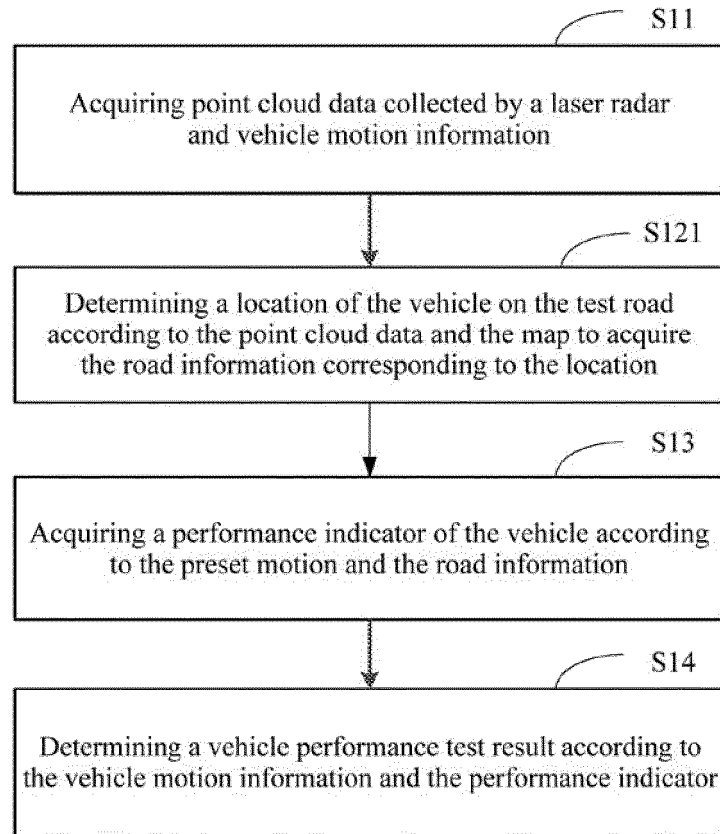 S11
Acquiring point cloud data collected by a laser radar
and vehicle motion information
S121
Determining a location of the vehicle on the test road
according to the point cloud data and the map to acquire
the road information corresponding to the location
S13
Acquiring a performance indicator of the vehicle according
to the preset motion and the road information
S14
Determining a vehicle performance test result according to
the vehicle motion information and the performance indicator